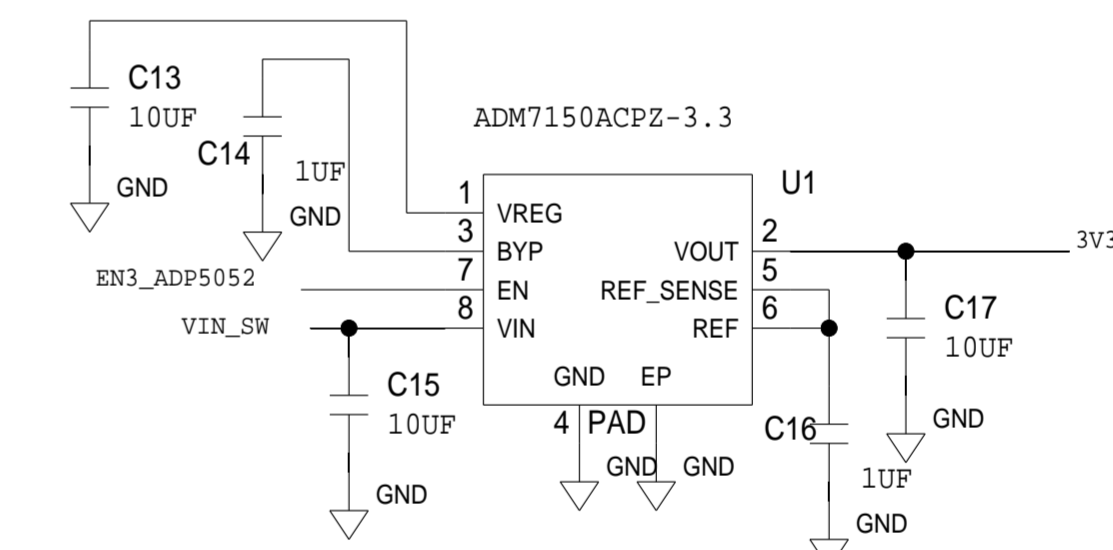 C13
10UF
GND
C14
1UF
GND
ADM7150ACPZ-3.3
U1
1
VREG
3
BYP
7
EN
8
VIN
EN3_ADP5052
VIN_SW
VOUT
2
REF_SENSE
5
REF
6
3V3
GND EP
4 PAD
GND GND
C15
10UF
GND
C16
1UF
GND
C17
10UF
GND